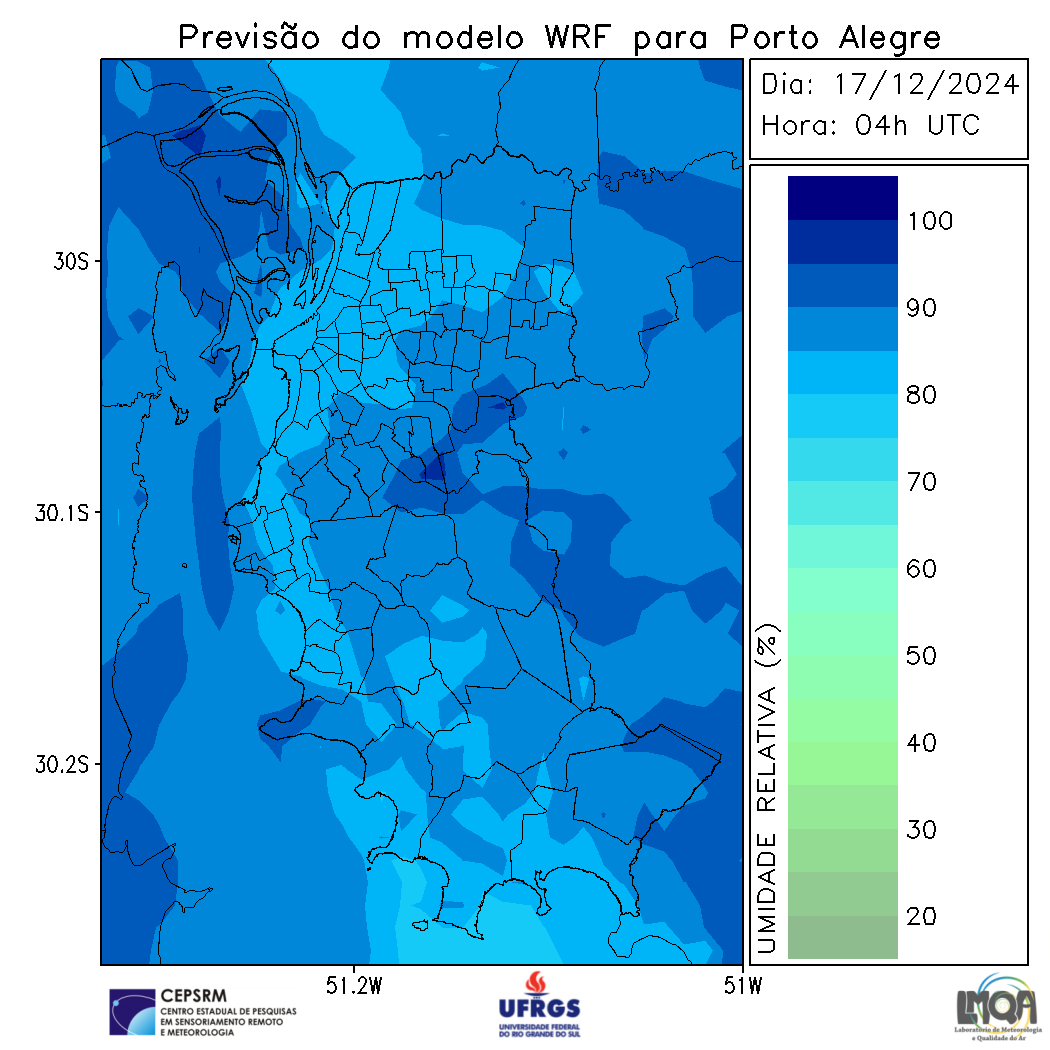 Previsão do modelo WRF para Porto Alegre
Dia: 17/12/2024
Hora: 04h UTC
100
90
80
70
60
50
40
30
20
UMIDADE RELATIVA (%)
30S
30.1S
30.2S
51.2W
51W
CEPSRM
CENTRO ESTADUAL DE PESQUISAS
EM SENSORIAMENTO REMOTO
E METEOROLOGIA
UFRGS
UNIVERSIDADE FEDERAL
DO RIO GRANDE DO SUL
LMQA
Laboratório de Meteorologia
e Qualidade do Ar